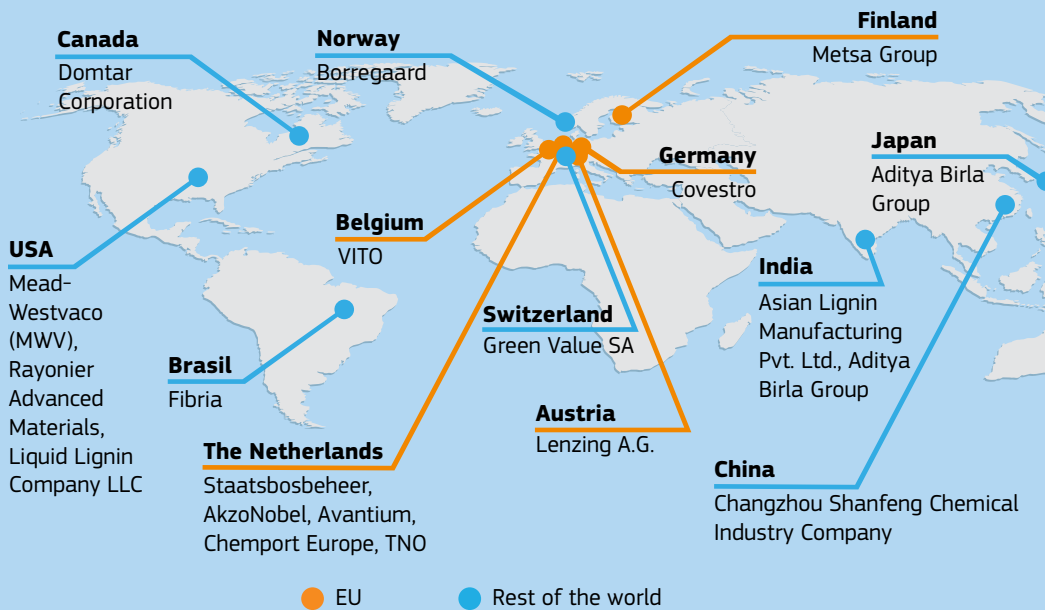 Canada
Domtar
Corporation
Norway
Borregaard
Finland
Metsa Group
Germany
Covestro
Japan
Aditya Birla
Group
Belgium
VITO
USA
Mead-
Westvaco
(MWV),
Rayonier
Advanced
Materials,
Liquid Lignin
Company LLC
Brasil
Fibria
Switzerland
Green Value SA
India
Asian Lignin
Manufacturing
Pvt. Ltd., Aditya
Birla Group
The Netherlands
Staatsbosbeheer,
AkzoNobel, Avantium,
Chemport Europe, TNO
Austria
Lenzing A.G.
China
Changzhou Shanfeng Chemical
Industry Company
EU
Rest of the world